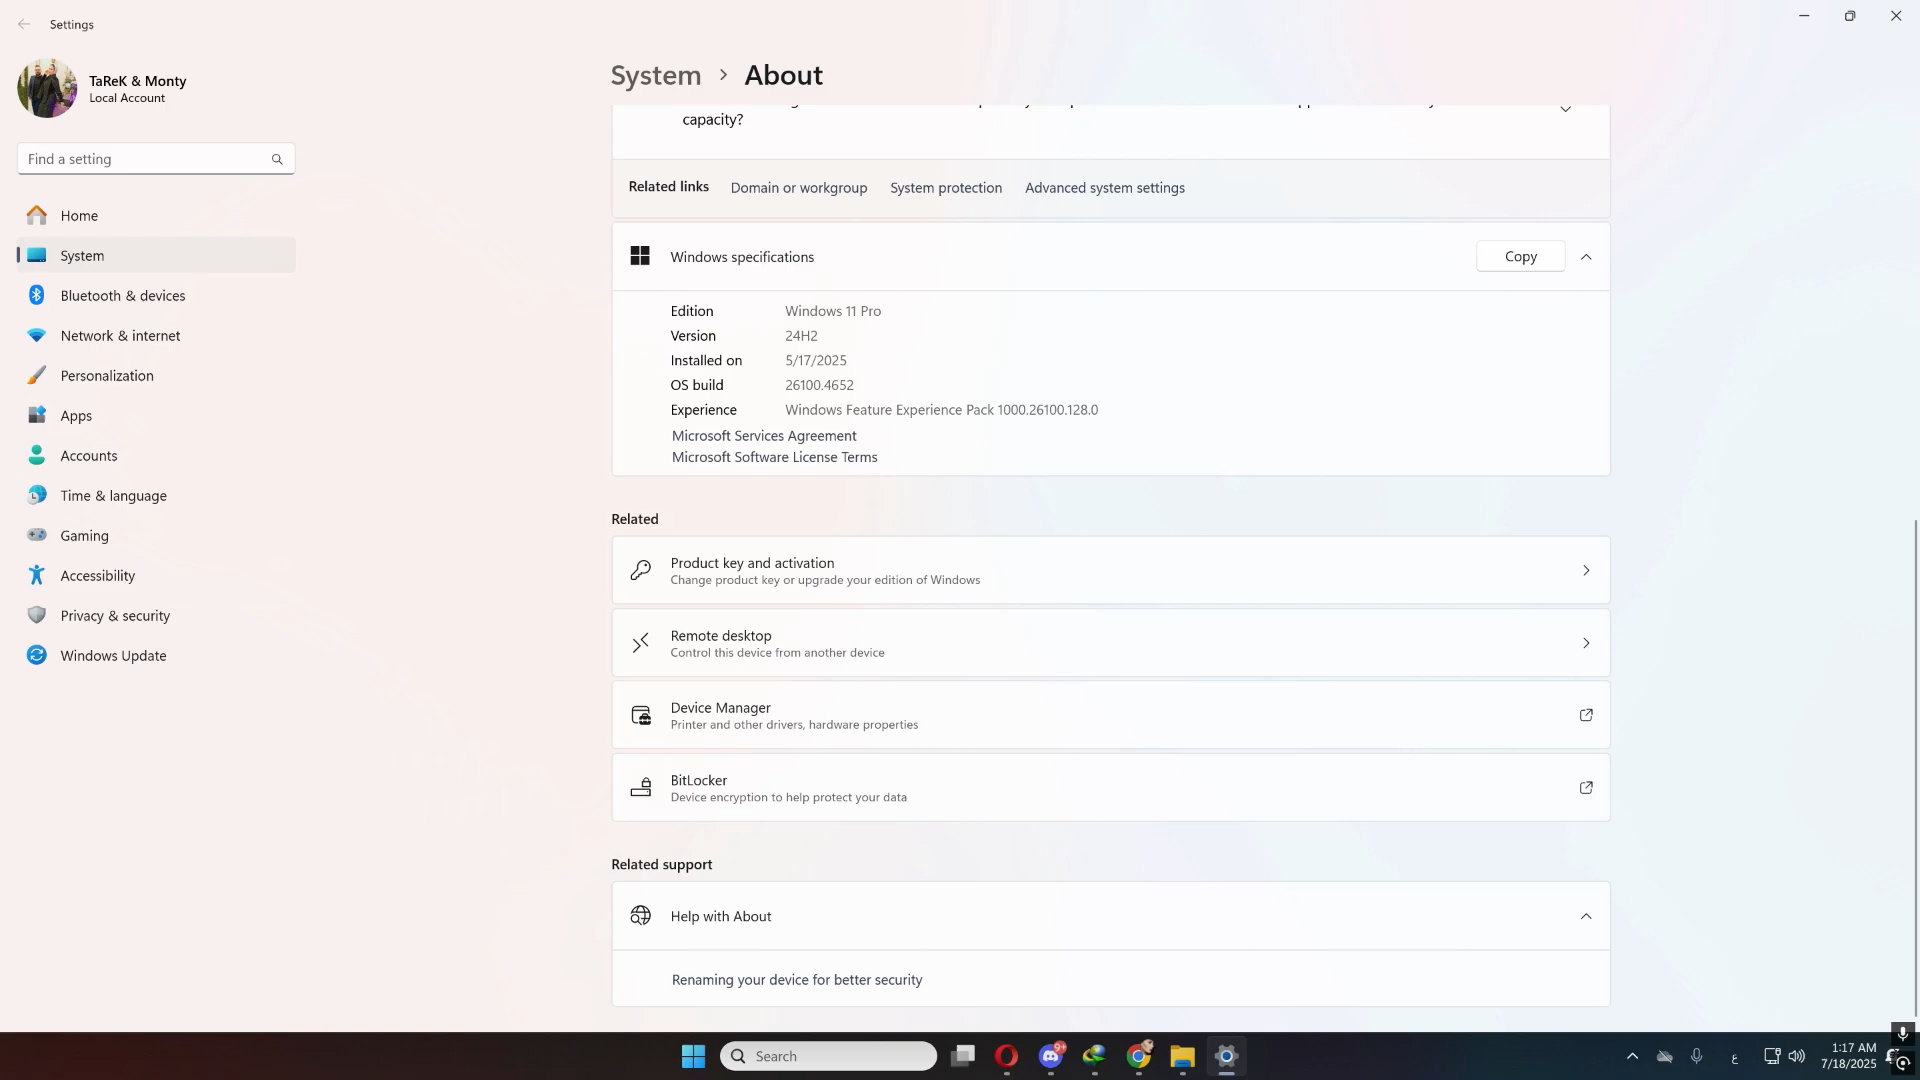 Settings
TaReK & Monty
Local Account
Find a setting
Home
System
Bluetooth & devices
Network & internet
Personalization
Apps
Accounts
Time & language
Gaming
Accessibility
Privacy & security
Windows Update
System > About
capacity?
Related links Domain or workgroup System protection Advanced system settings
Windows specifications Copy
Edition Windows 11 Pro
Version 24H2
Installed on 5/17/2025
OS build 26100.4652
Experience Windows Feature Experience Pack 1000.26100.128.0
Microsoft Services Agreement
Microsoft Software License Terms
Related
Product key and activation
Change product key or upgrade your edition of Windows
Remote desktop
Control this device from another device
Device Manager
Printer and other drivers, hardware properties
BitLocker
Device encryption to help protect your data
Related support
Help with About
Renaming your device for better security
Search
9+
ع
1:17 AM
7/18/2025